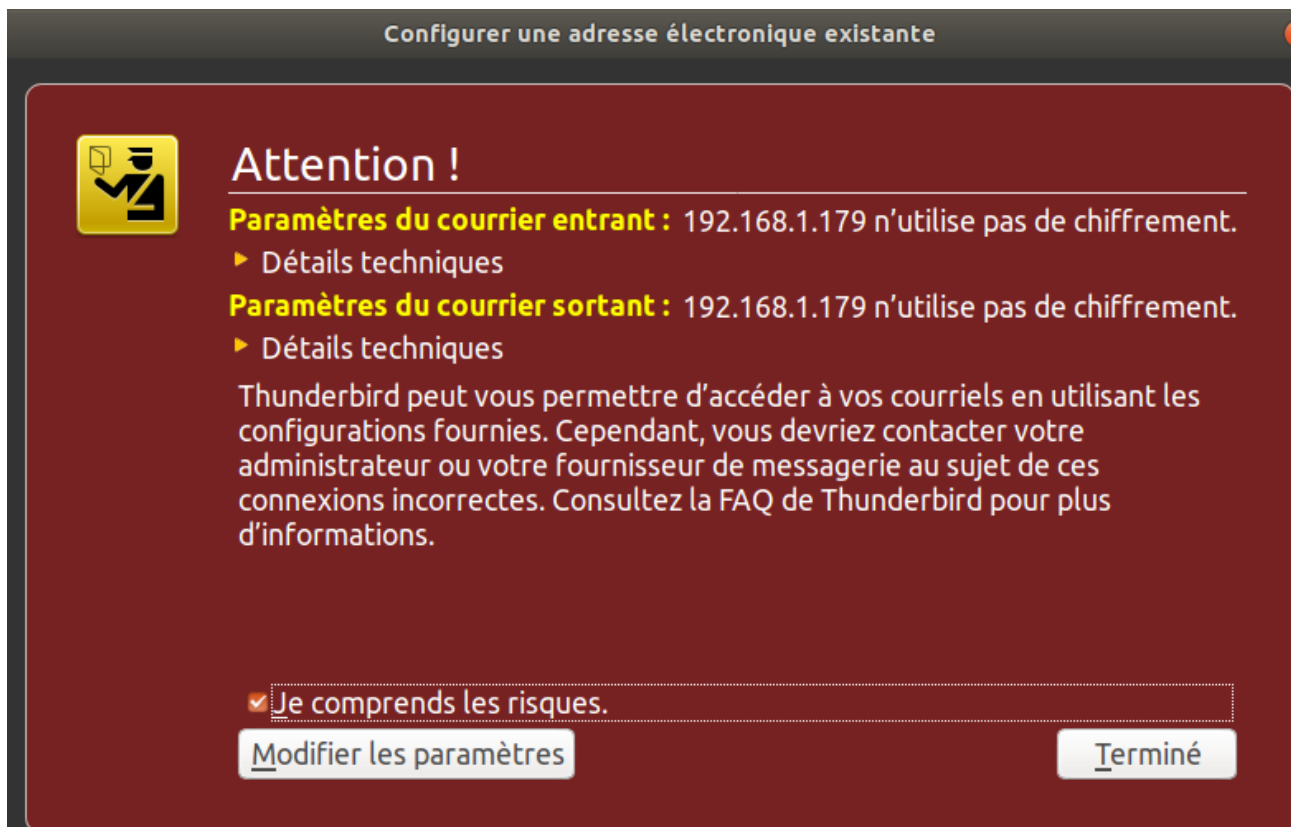 Configurer une adresse électronique existante
Attention !
Paramètres du courrier entrant : 192.168.1.179 n’utilise pas de chiffrement.
Détails techniques
Paramètres du courrier sortant : 192.168.1.179 n’utilise pas de chiffrement.
Détails techniques
Thunderbird peut vous permettre d’accéder à vos courriels en utilisant les
configurations fournies. Cependant, vous devriez contacter votre
administrateur ou votre fournisseur de messagerie au sujet de ces
connexions incorrectes. Consultez la FAQ de Thunderbird pour plus
d’informations.
Je comprends les risques.
Modifier les paramètres Terminé